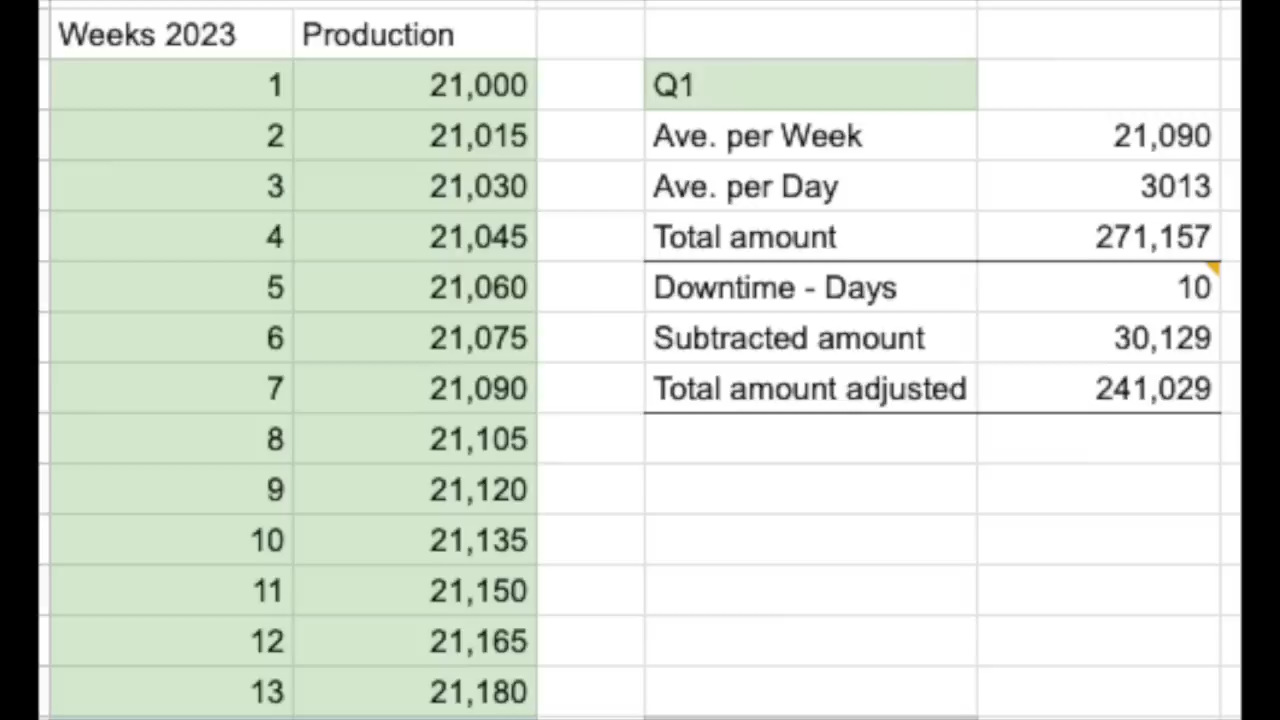 Weeks 2023 Production
1 21,000 Q1
2 21,015 Ave. per Week 21,090
3 21,030 Ave. per Day 3013
4 21,045 Total amount 271,157
5 21,060 Downtime - Days 10
6 21,075 Subtracted amount 30,129
7 21,090 Total amount adjusted 241,029
8 21,105
9 21,120
10 21,135
11 21,150
12 21,165
13 21,180